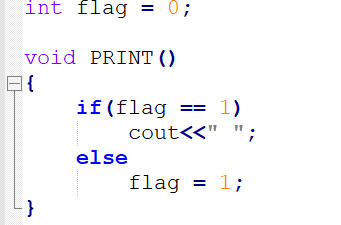 int flag = 0;
void PRINT()
{
if(flag == 1)
cout<<" ";
else
flag = 1;
}